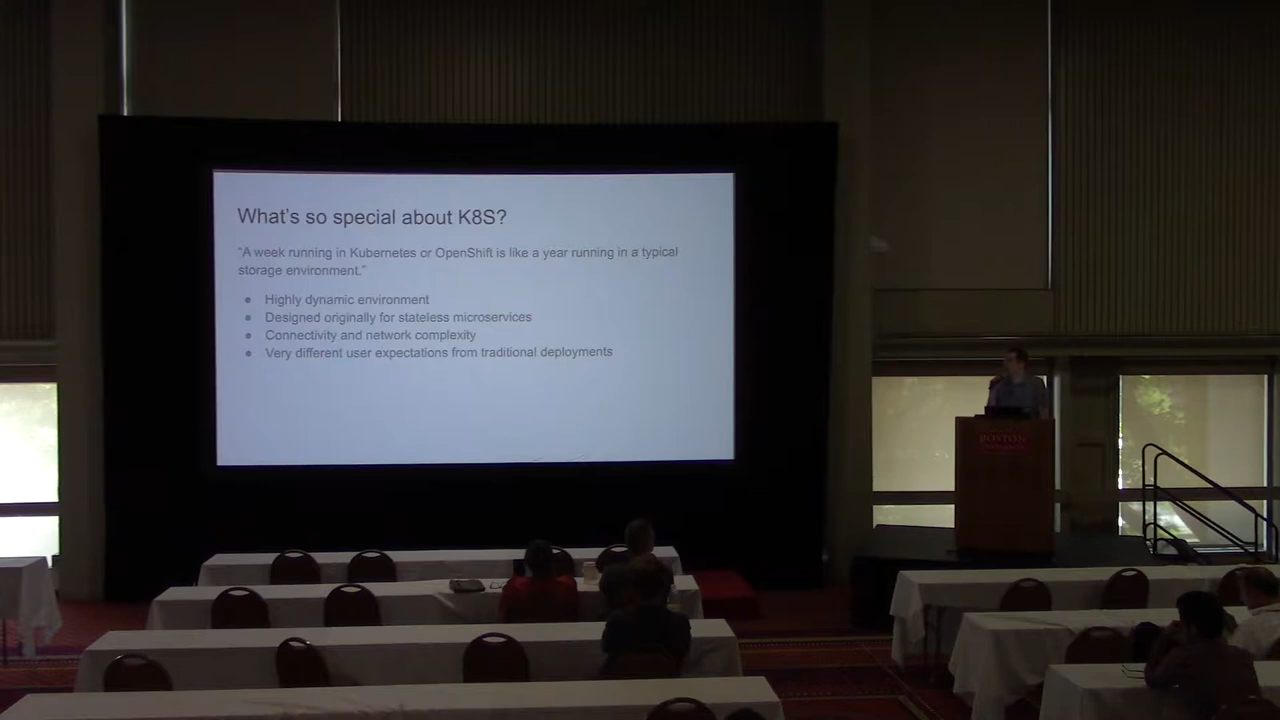 What's so special about K8S?
"A week running in Kubernetes or OpenShift is like a year running in a typical
storage environment."
● Highly dynamic environment
● Designed originally for stateless microservices
● Connectivity and network complexity
● Very different user expectations from traditional deployments
BOSTON